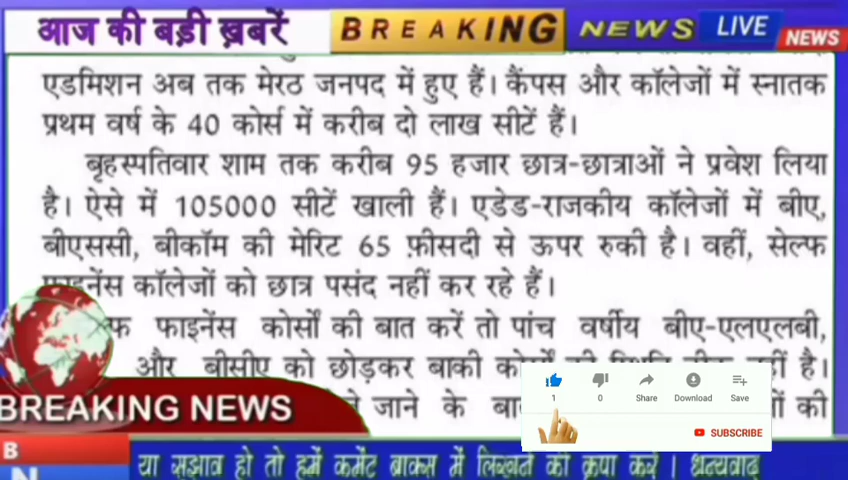 आज की बड़ी ख़बरें BREAKING NEWS LIVE NEWS
एडमिशन अब तक मेरठ जनपद में हुए हैं। कैंपस और कॉलेजों में स्नातक
प्रथम वर्ष के 40 कोर्स में करीब दो लाख सीटें हैं।
बृहस्पतिवार शाम तक करीब 95 हजार छात्र-छात्राओं ने प्रवेश लिया
है। ऐसे में 105000 सीटें खाली हैं। एडेड-राजकीय कॉलेजों में बीए,
बीएससी, बीकॉम की मेरिट 65 फ़ीसदी से ऊपर रुकी है। वहीं, सेल्फ
फाइनेंस कॉलेजों को छात्र पसंद नहीं कर रहे हैं।
फाइनेंस कोर्सों की बात करें तो पांच वर्षीय बीए-एलएलबी,
और बीसीए को छोड़कर बाकी कोर्सों की स्थिति ठीक नहीं है।
जाने के की
1 0 Share Download Save
SUBSCRIBE
BREAKING NEWS
B
N
या सुझाव हो तो हमें कमेंट बाक्स में लिखने की कृपा करें । धन्यवाद